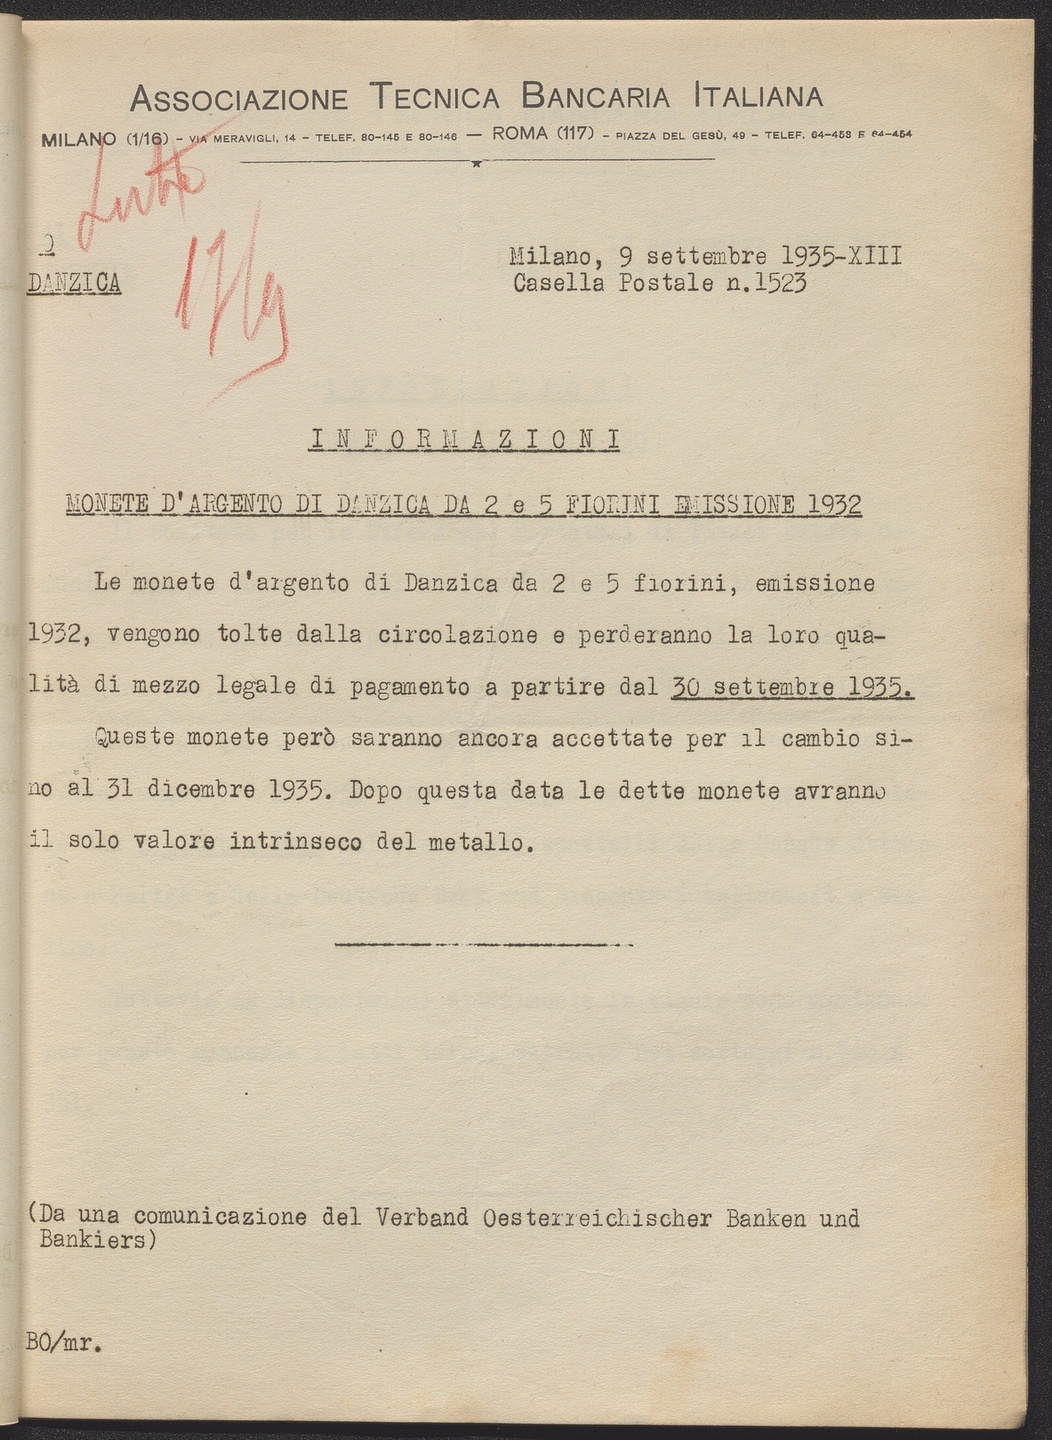 ASSOCIAZIONE TECNICA BANCARIA ITALIANA
MILANO (1/16) – VIA MERAVIGLI, 14 – TELEF. 80-145 E 80-146 — ROMA (117) – PIAZZA DEL GESÙ, 49 – TELEF. 64-453 E 64-454
17/9
DANZICA
Milano, 9 settembre 1935-XIII
Casella Postale n.1523
I N F O R M A Z I O N I
MONETE D'ARGENTO DI DANZICA DA 2 e 5 FIORINI EMISSIONE 1932
Le monete d'argento di Danzica da 2 e 5 fiorini, emissione
1932, vengono tolte dalla circolazione e perderanno la loro qua-
lità di mezzo legale di pagamento a partire dal 30 settembre 1935.
Queste monete però saranno ancora accettate per il cambio si-
no al 31 dicembre 1935. Dopo questa data le dette monete avranno
il solo valore intrinseco del metallo.
(Da una comunicazione del Verband Oesterreichischer Banken und
Bankiers)
BO/mr.